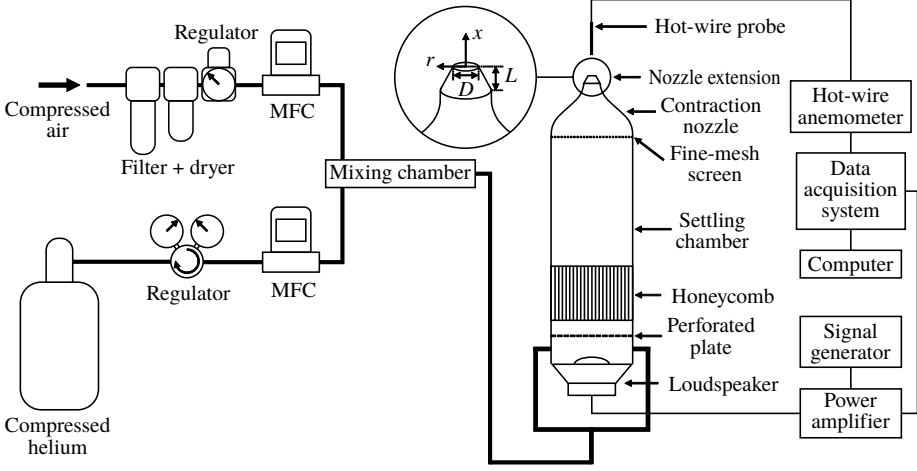 Regulator
Compressed
air
MFC
Filter + dryer
Mixing chamber
Regulator
MFC
Compressed
helium
x
r
D
L
Hot-wire probe
Nozzle extension
Contraction
nozzle
Fine-mesh
screen
Settling
chamber
Honeycomb
Perforated
plate
Loudspeaker
Hot-wire
anemometer
Data
acquisition
system
Computer
Signal
generator
Power
amplifier